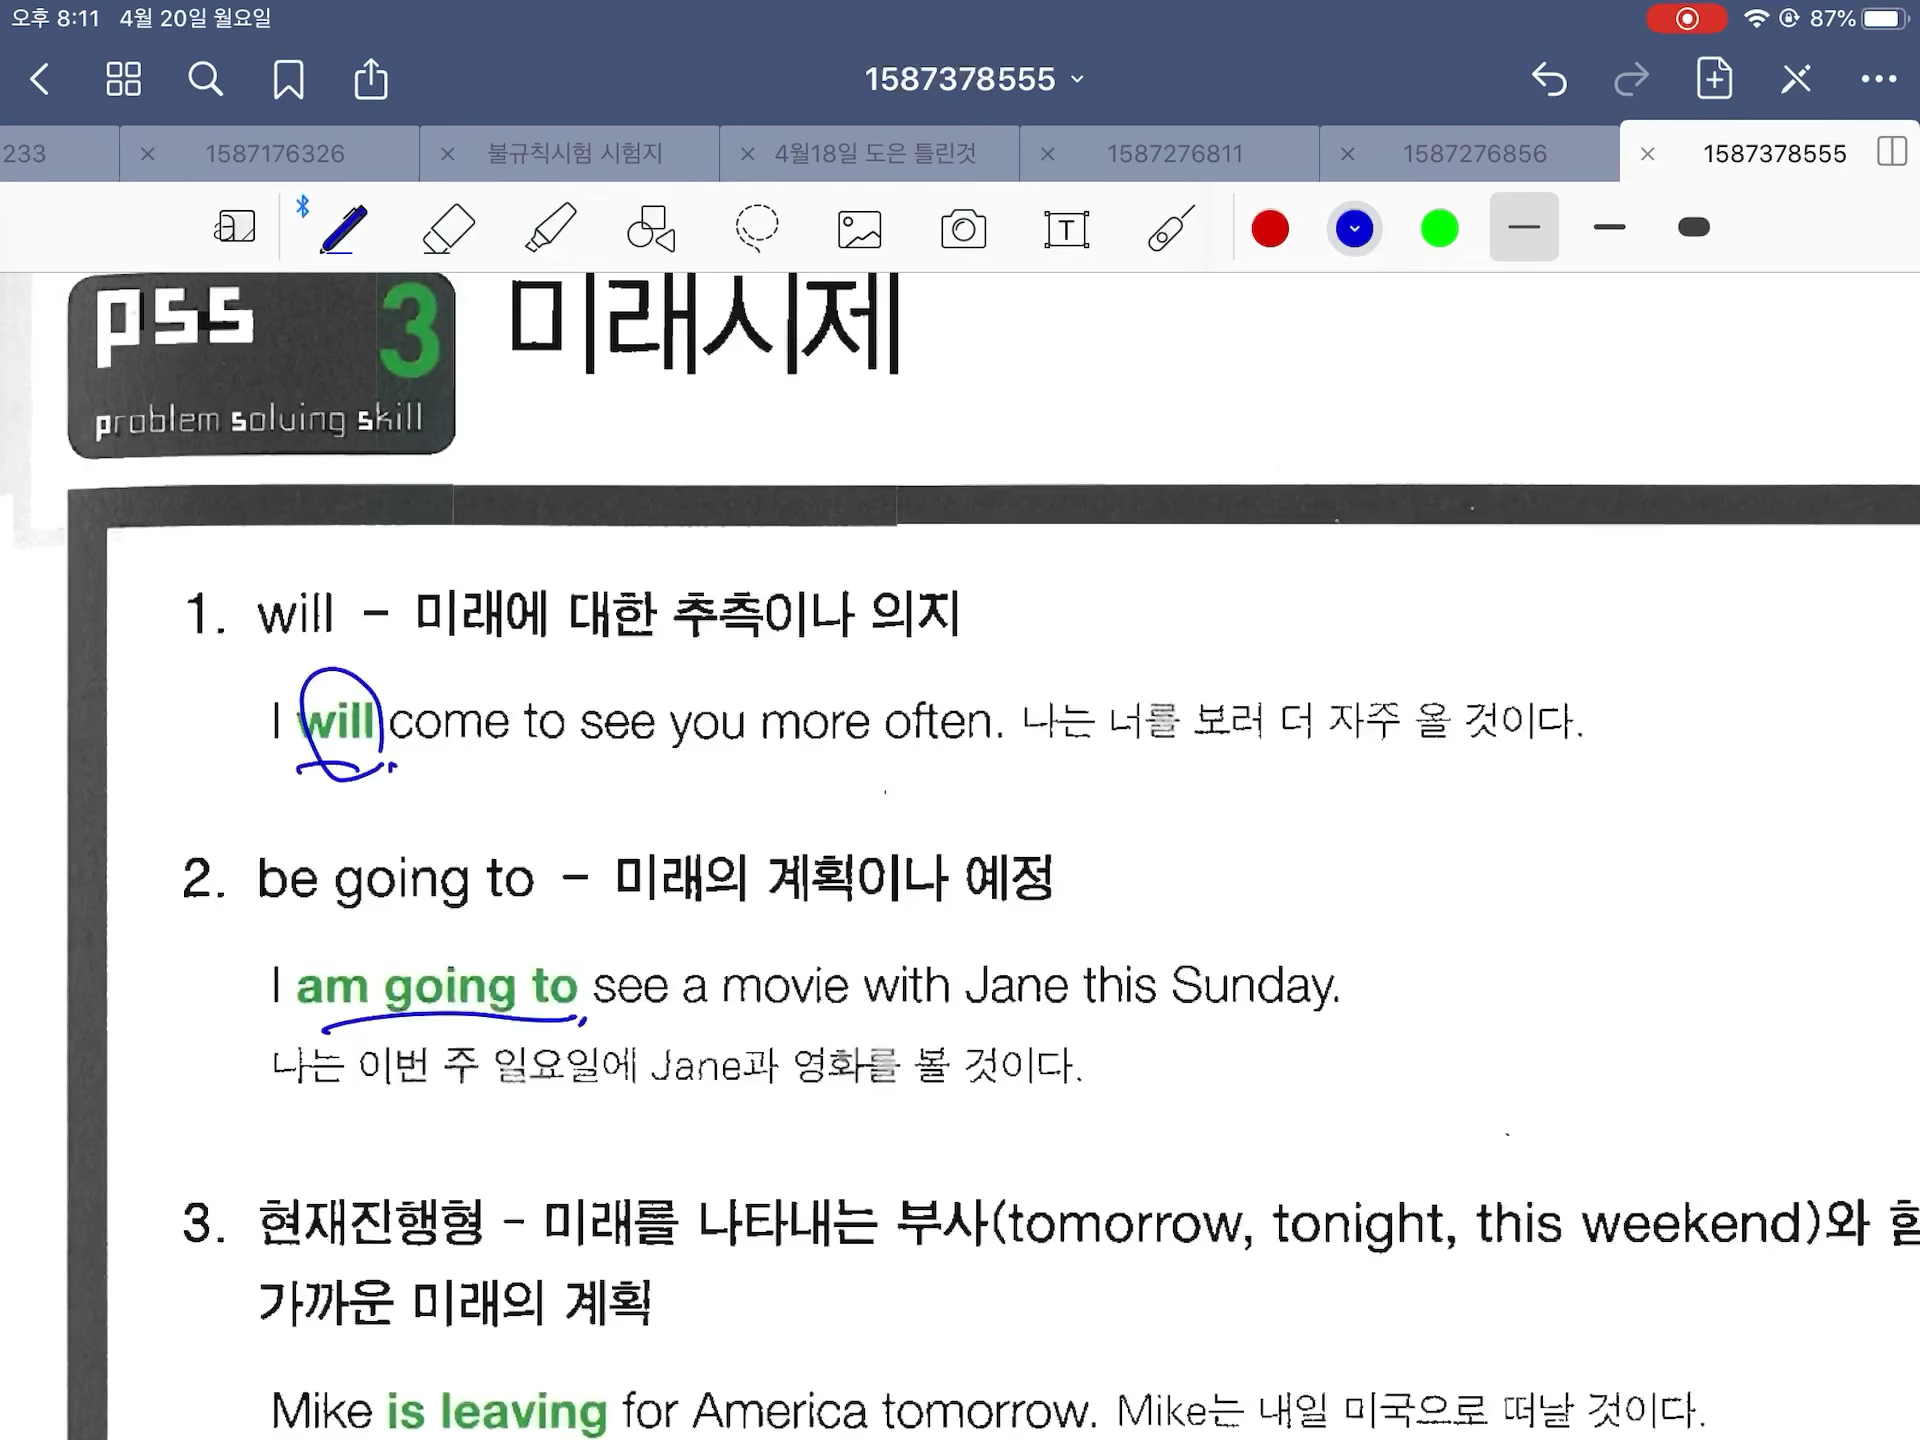 오후 8:11 4월 20일 월요일 87%
1587378555
233 1587176326 불규칙시험 시험지 4월18일 도은 틀린것 1587276811 1587276856 1587378555
pss 3 미래시제
problem solving skill
1. will – 미래에 대한 추측이나 의지
I will come to see you more often. 나는 너를 보러 더 자주 올 것이다.
2. be going to – 미래의 계획이나 예정
I am going to see a movie with Jane this Sunday.
나는 이번 주 일요일에 Jane과 영화를 볼 것이다.
3. 현재진행형 - 미래를 나타내는 부사(tomorrow, tonight, this weekend)와
가까운 미래의 계획
Mike is leaving for America tomorrow. Mike는 내일 미국으로 떠날 것이다.